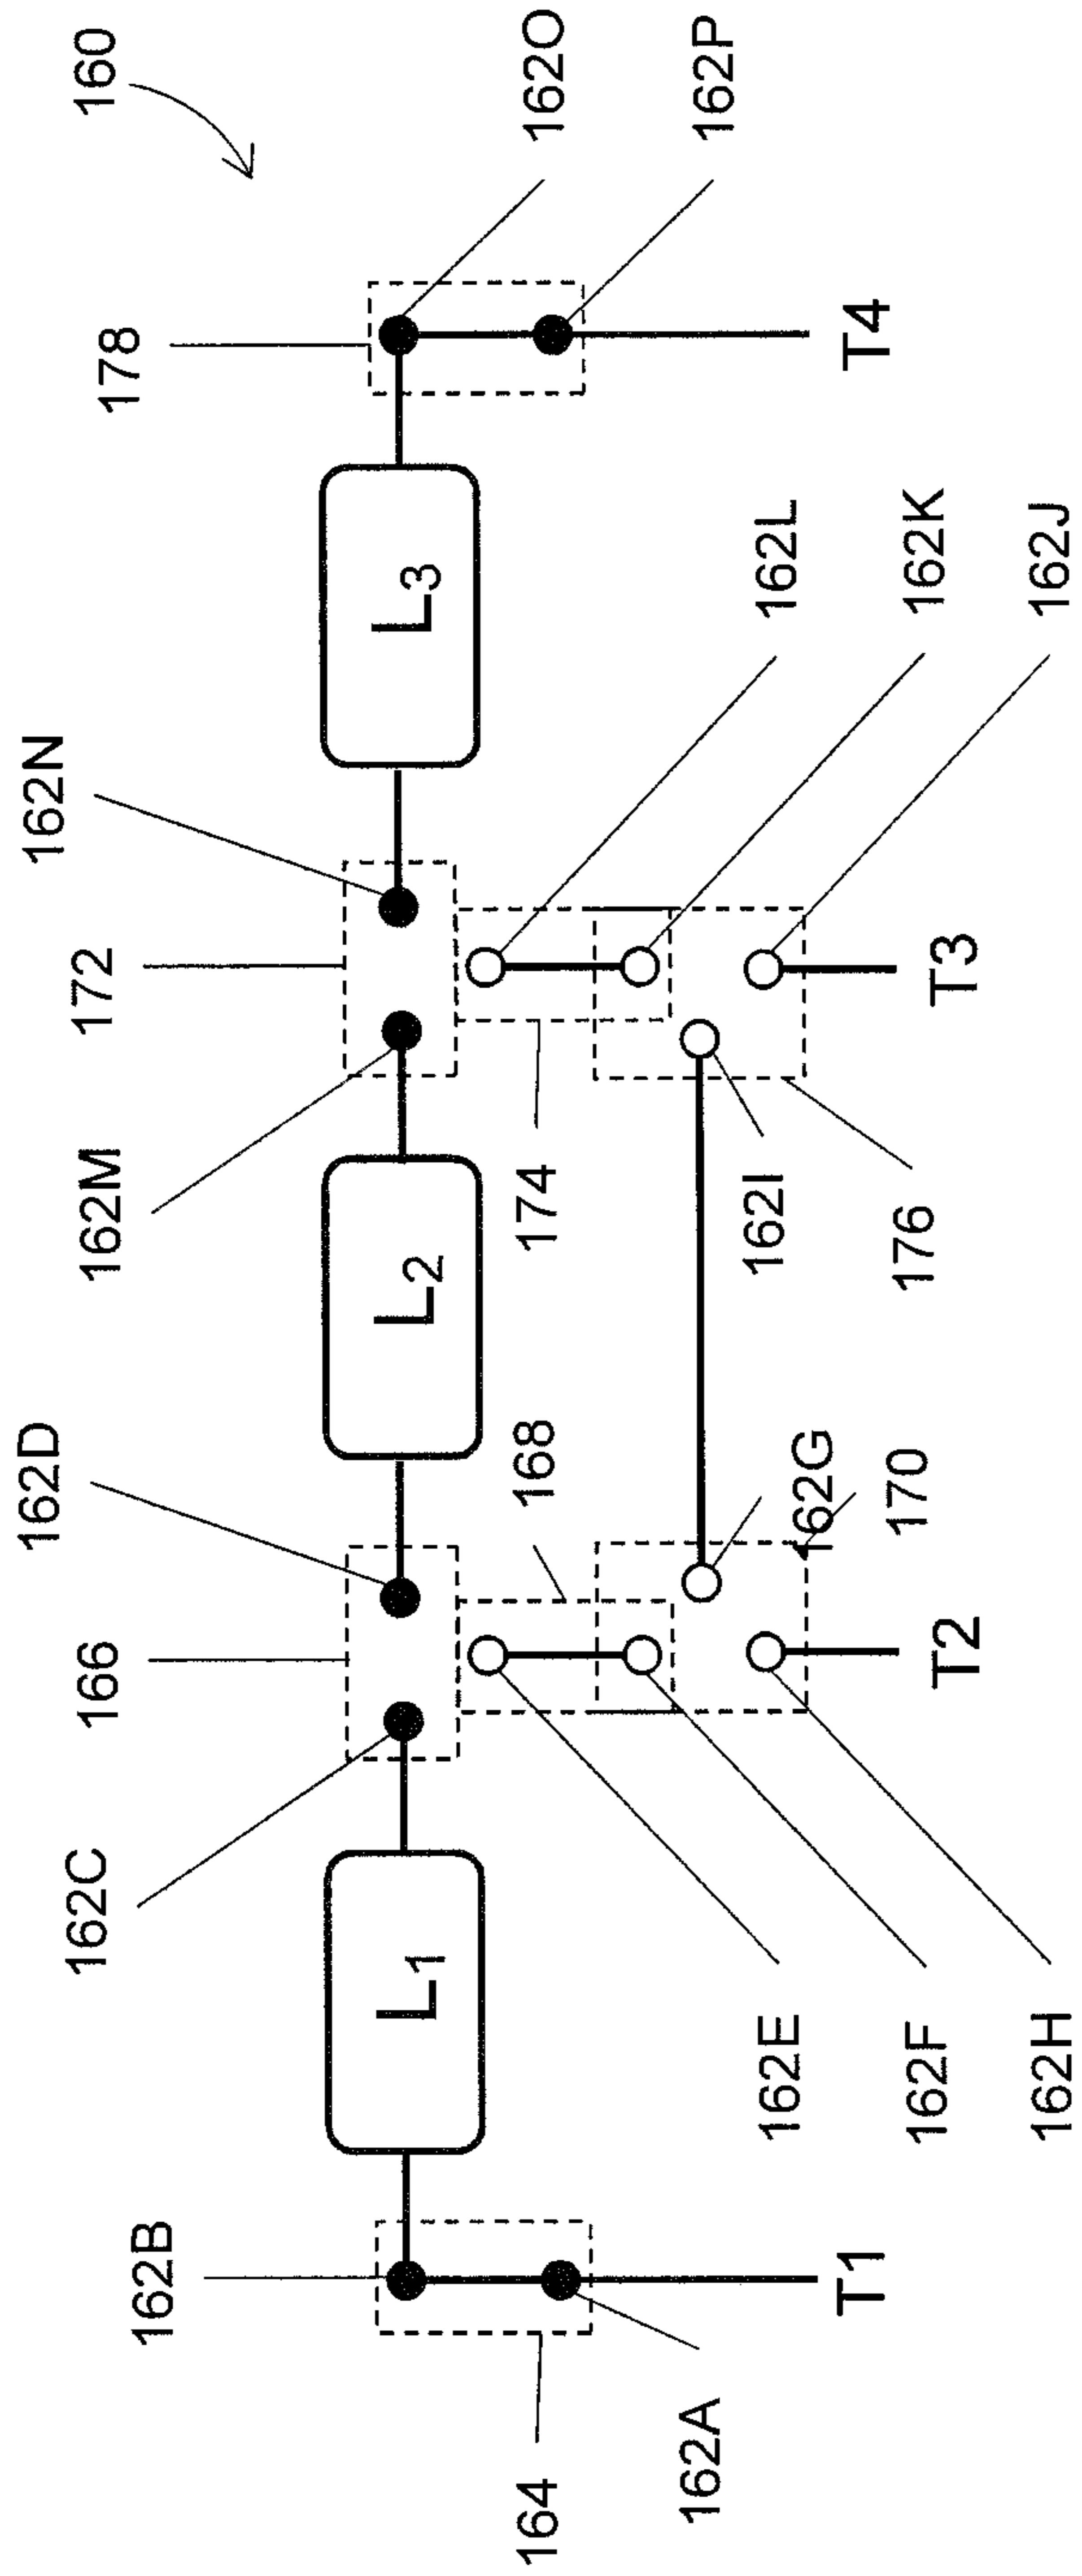 160
162B
162C
166
162D
162M
172
162N
178
162O
162P
L1
L2
L3
164
162A
T1
162E
162F
162H
T2
168
162G
170
174
162I
176
T3
162L
162K
162J
T4